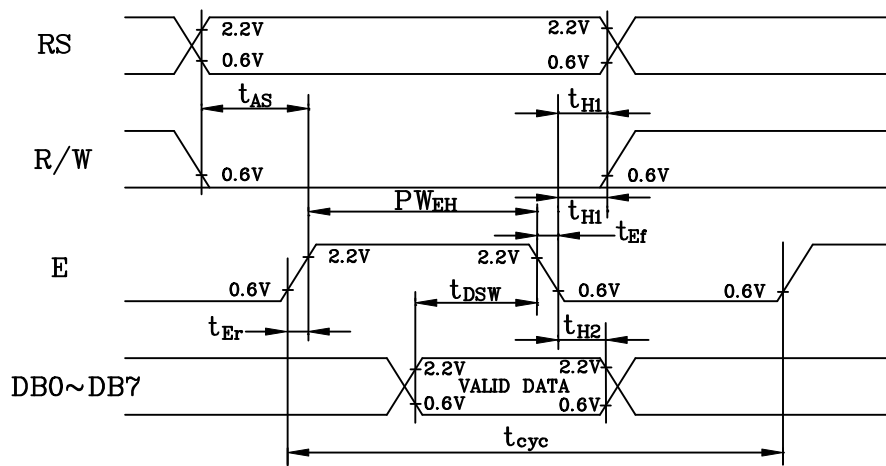 RS
2.2V
0.6V
2.2V
0.6V
tAS
tH1
R/W
0.6V
0.6V
PWEH
tH1
tEf
E
0.6V
2.2V
2.2V
0.6V
0.6V
tDSW
tEr
tH2
DB0~DB7
2.2V
0.6V
VALID DATA
2.2V
0.6V
tcyc